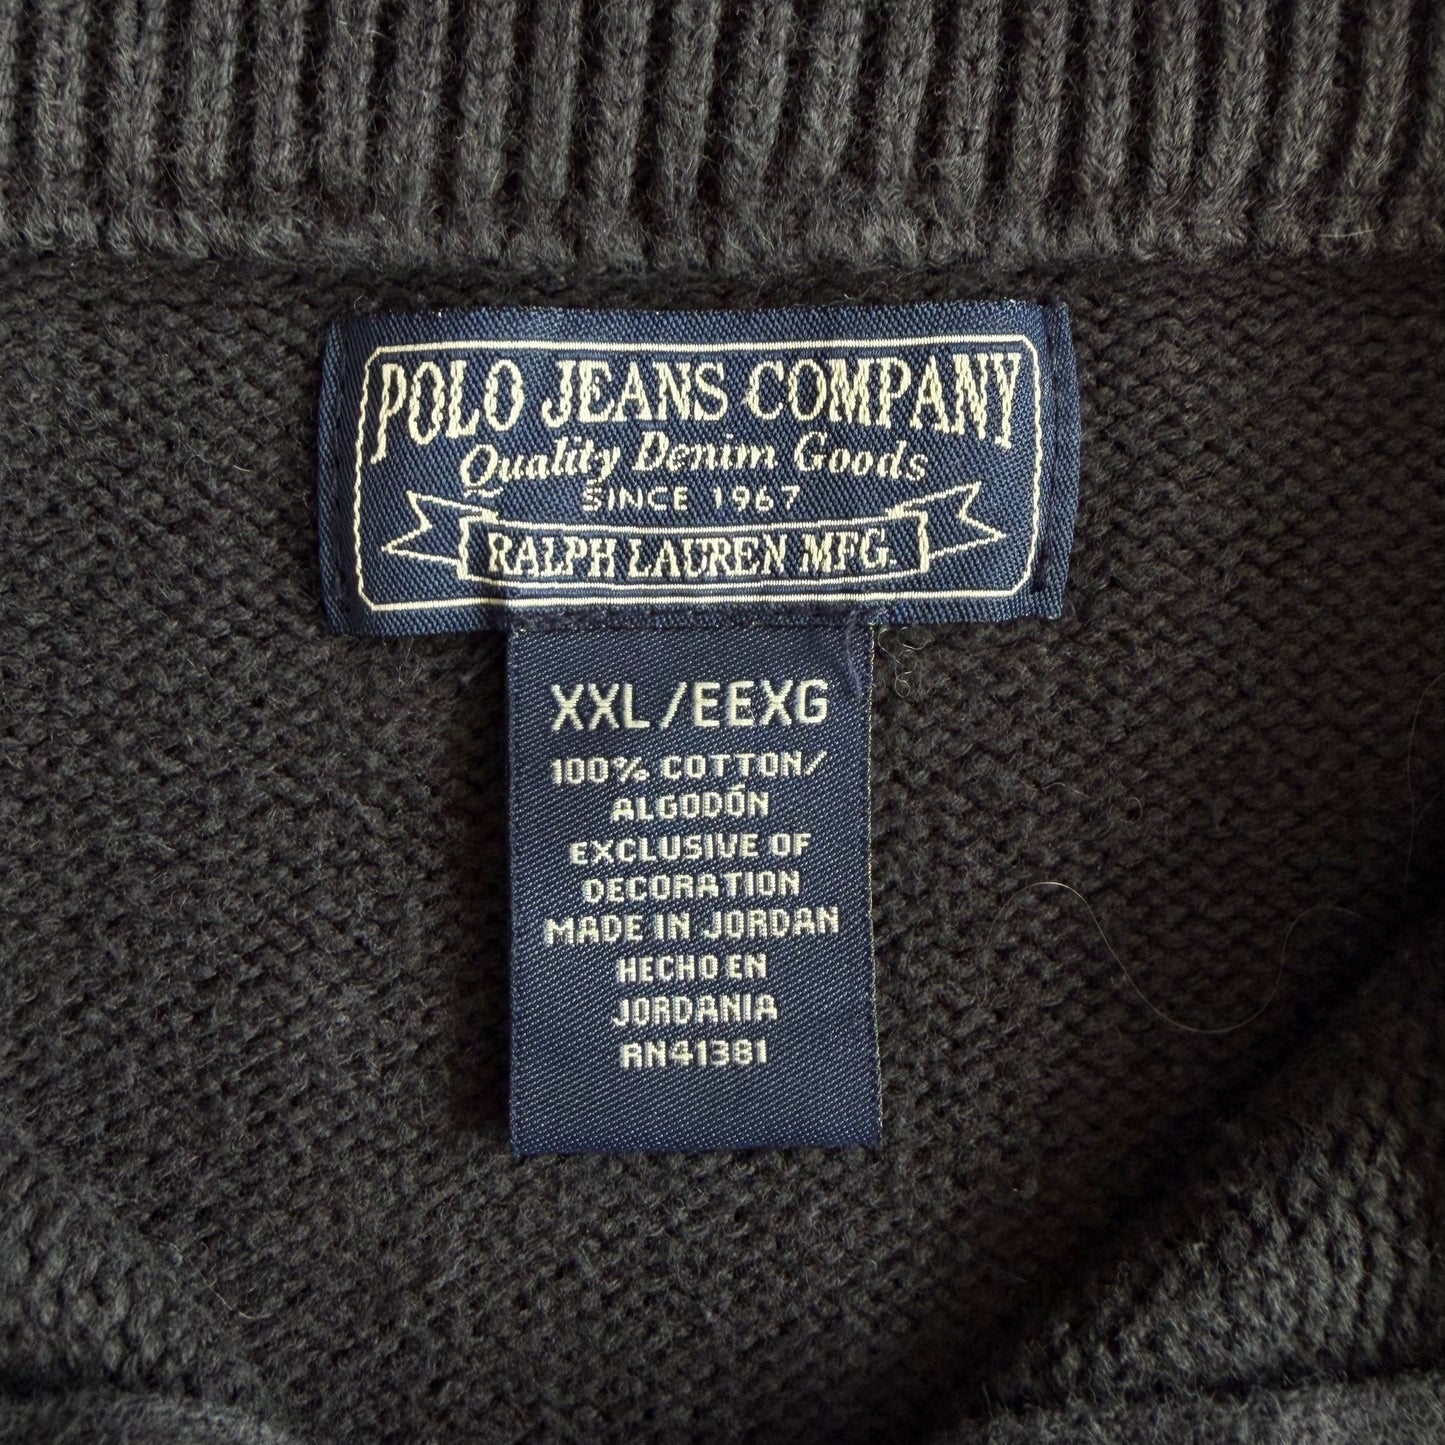 POLO JEANS COMPANY
Quality Denim Goods
SINCE 1967
RALPH LAUREN MFG.
XXL/EEXG
100% COTTON/
ALGODÓN
EXCLUSIVE OF
DECORATION
MADE IN JORDAN
HECHO EN
JORDANIA
RN41381